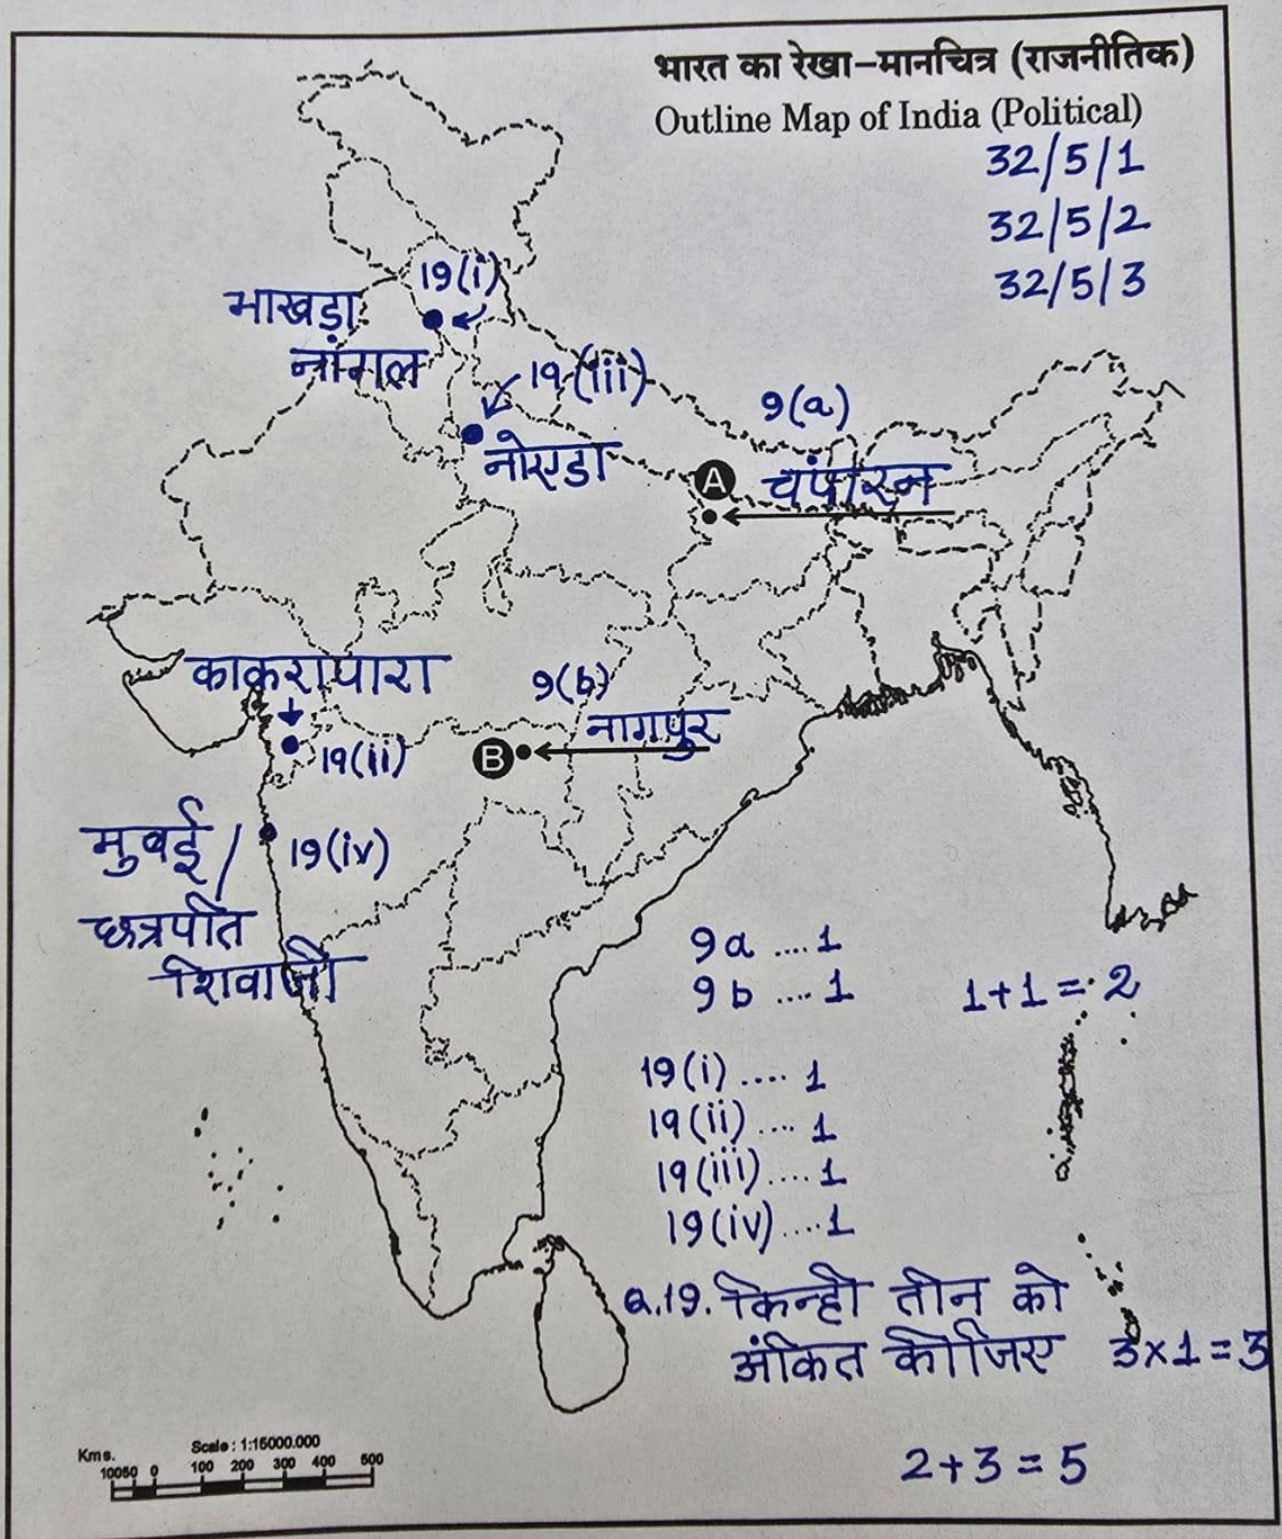 भारत का रेखा–मानचित्र (राजनीतिक)
Outline Map of India (Political)
32/5/1
32/5/2
32/5/3
19(i)
भाखड़ा
नांगल
19(iii)
नोएडा
9(a)
A
चंपारन
काकरापारा
19(ii)
9(b)
नागपुर
B
मुबई /
19(iv)
छत्रपति
शिवाजी
9a .... 1
9b .... 1
1+1 = 2
19(i) .... 1
19(ii) .... 1
19(iii) .... 1
19(iv) .... 1
Q.19. किन्ही तीन को
अंकित कीजिए 3x1 = 3
2+3 = 5
Kms.
Scale : 1:15000.000
10050 0 100 200 300 400 500